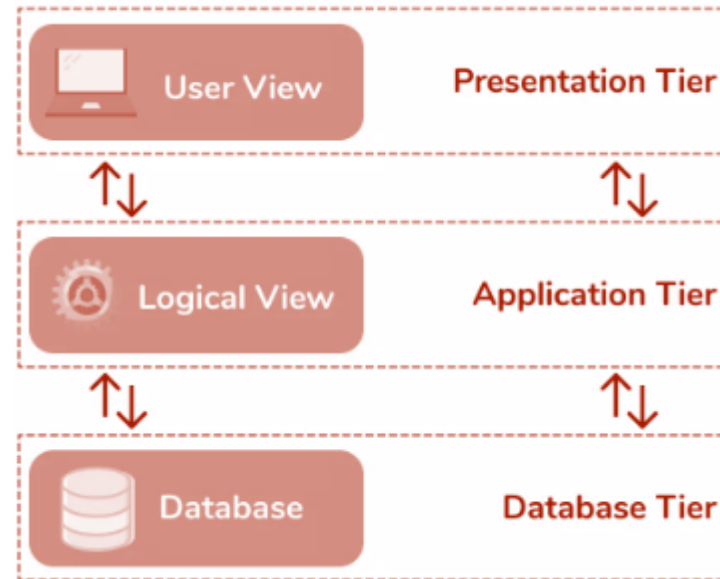 User View
Presentation Tier
Logical View
Application Tier
Database
Database Tier